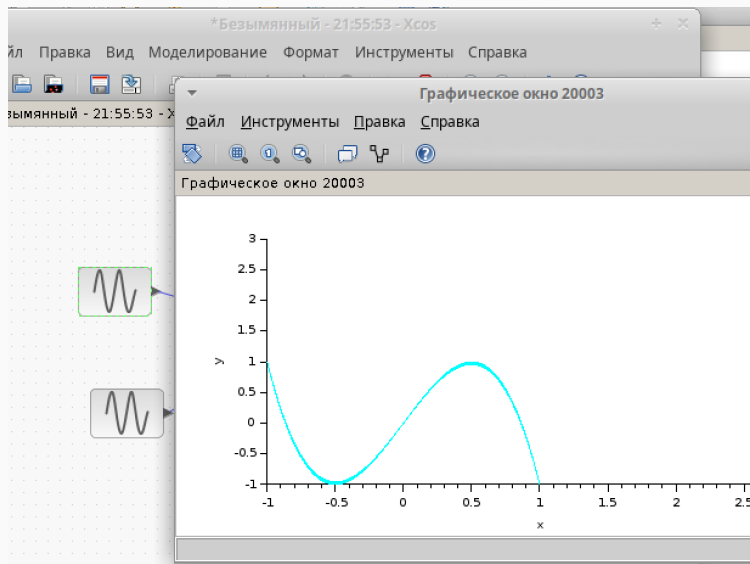 *Безымянный - 21:55:53 - Xcos
йл Правка Вид Моделирование Формат Инструменты Справка
зымянный - 21:55:53 - X
Графическое окно 20003
Файл Инструменты Правка Справка
Графическое окно 20003
3
2.5
2
1.5
1
0.5
0
-0.5
-1
y
-1 -0.5 0 0.5 1 1.5 2 2.5
x